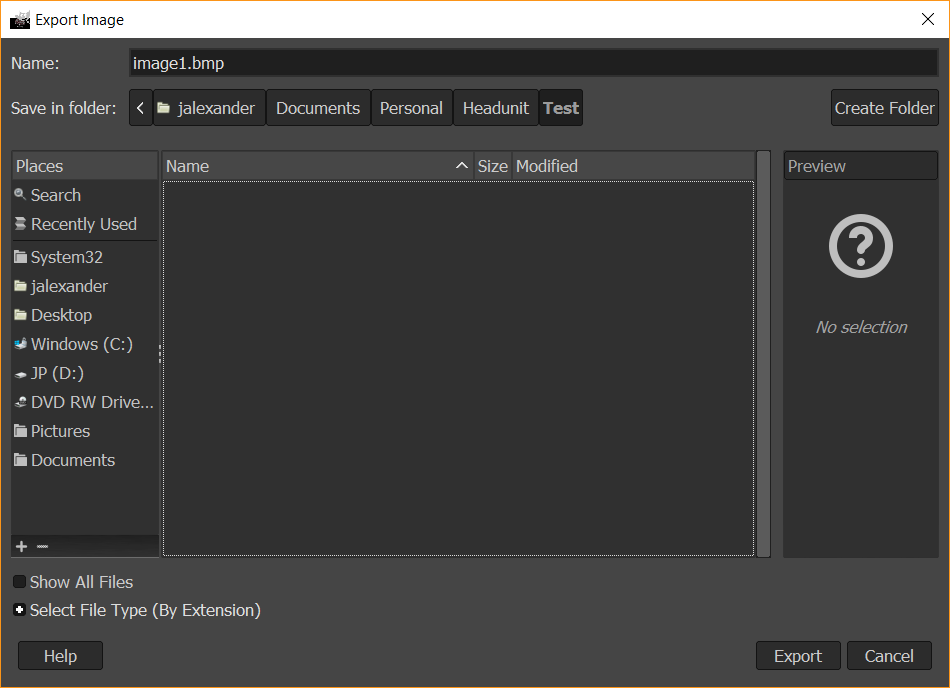 Export Image
Name: image1.bmp
Save in folder: jalexander Documents Personal Headunit Test Create Folder
Places Name Size Modified Preview
Search
Recently Used
System32
jalexander
Desktop
Windows (C:)
No selection
JP (D:)
DVD RW Drive...
Pictures
Documents
Show All Files
Select File Type (By Extension)
Help Export Cancel